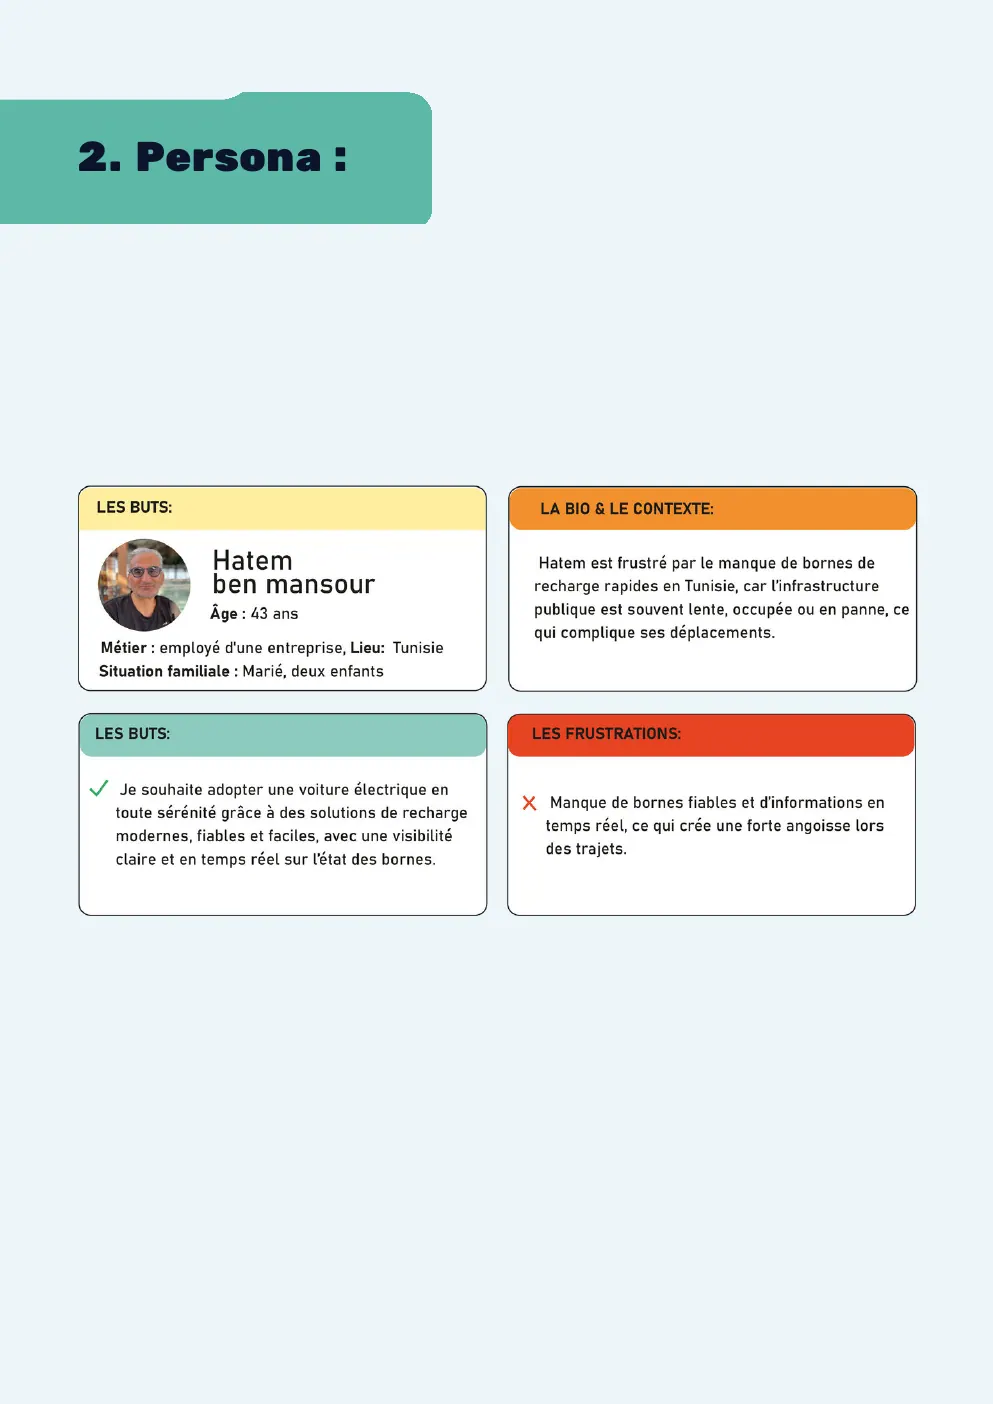 2. Persona :
LES BUTS:
Hatem
ben mansour
Âge : 43 ans
Métier : employé d'une entreprise, Lieu: Tunisie
Situation familiale : Marié, deux enfants
LA BIO & LE CONTEXTE:
Hatem est frustré par le manque de bornes de
recharge rapides en Tunisie, car l'infrastructure
publique est souvent lente, occupée ou en panne, ce
qui complique ses déplacements.
LES BUTS:
Je souhaite adopter une voiture électrique en
toute sérénité grâce à des solutions de recharge
modernes, fiables et faciles, avec une visibilité
claire et en temps réel sur l'état des bornes.
LES FRUSTRATIONS:
Manque de bornes fiables et d'informations en
temps réel, ce qui crée une forte angoisse lors
des trajets.